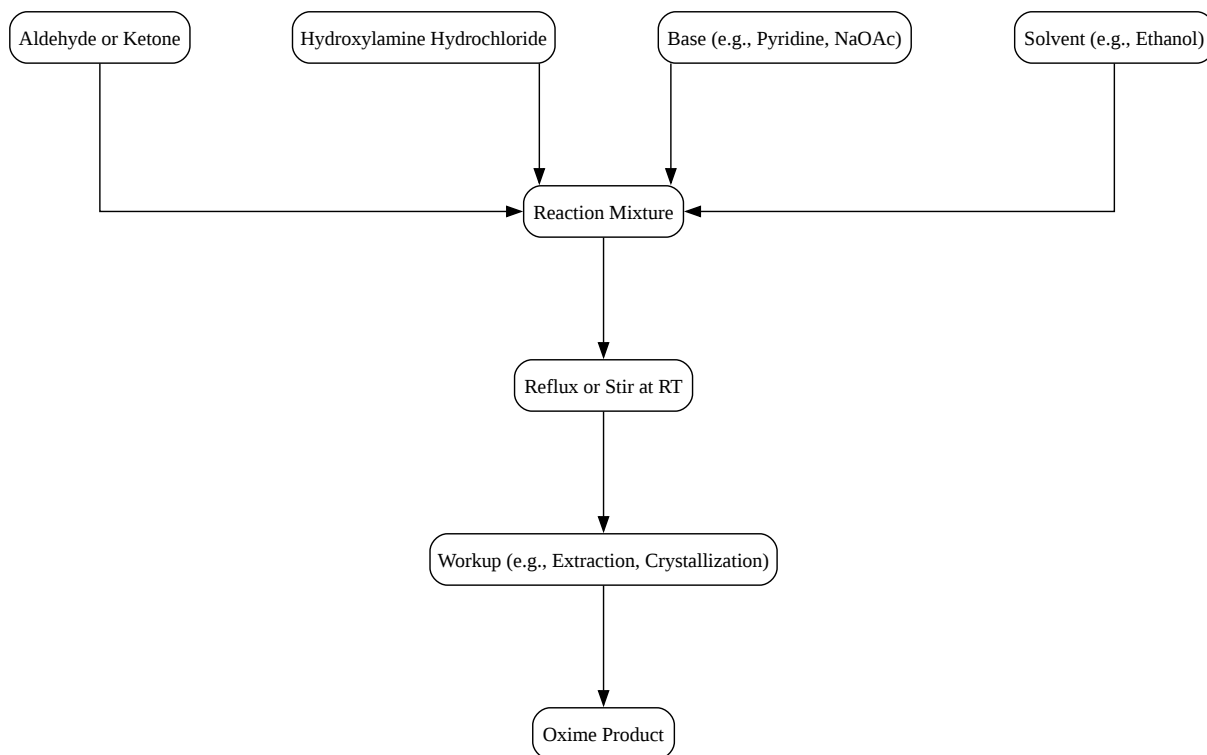 Aldehyde or Ketone
Hydroxylamine Hydrochloride
Base (e.g., Pyridine, NaOAc)
Solvent (e.g., Ethanol)
Reaction Mixture
Reflux or Stir at RT
Workup (e.g., Extraction, Crystallization)
Oxime Product